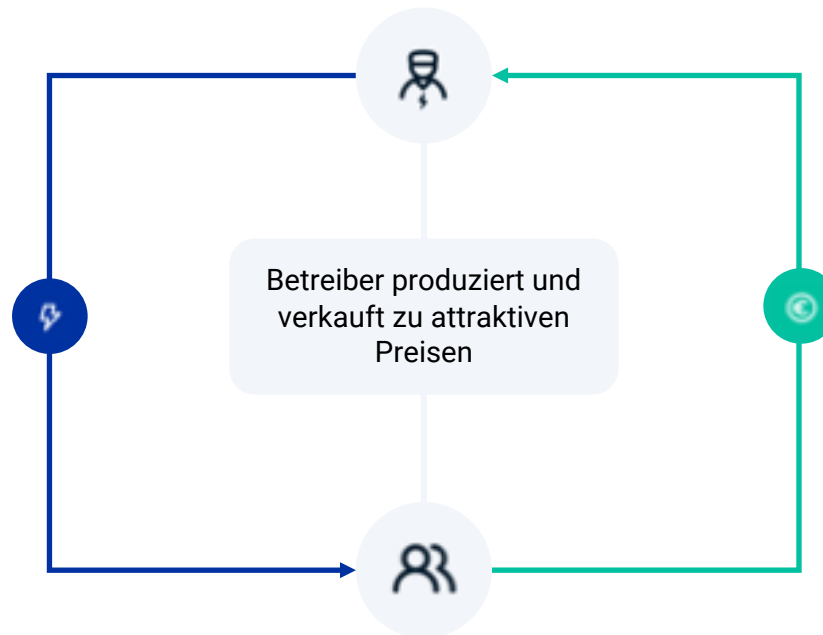 Betreiber produziert und
verkauft zu attraktiven
Preisen